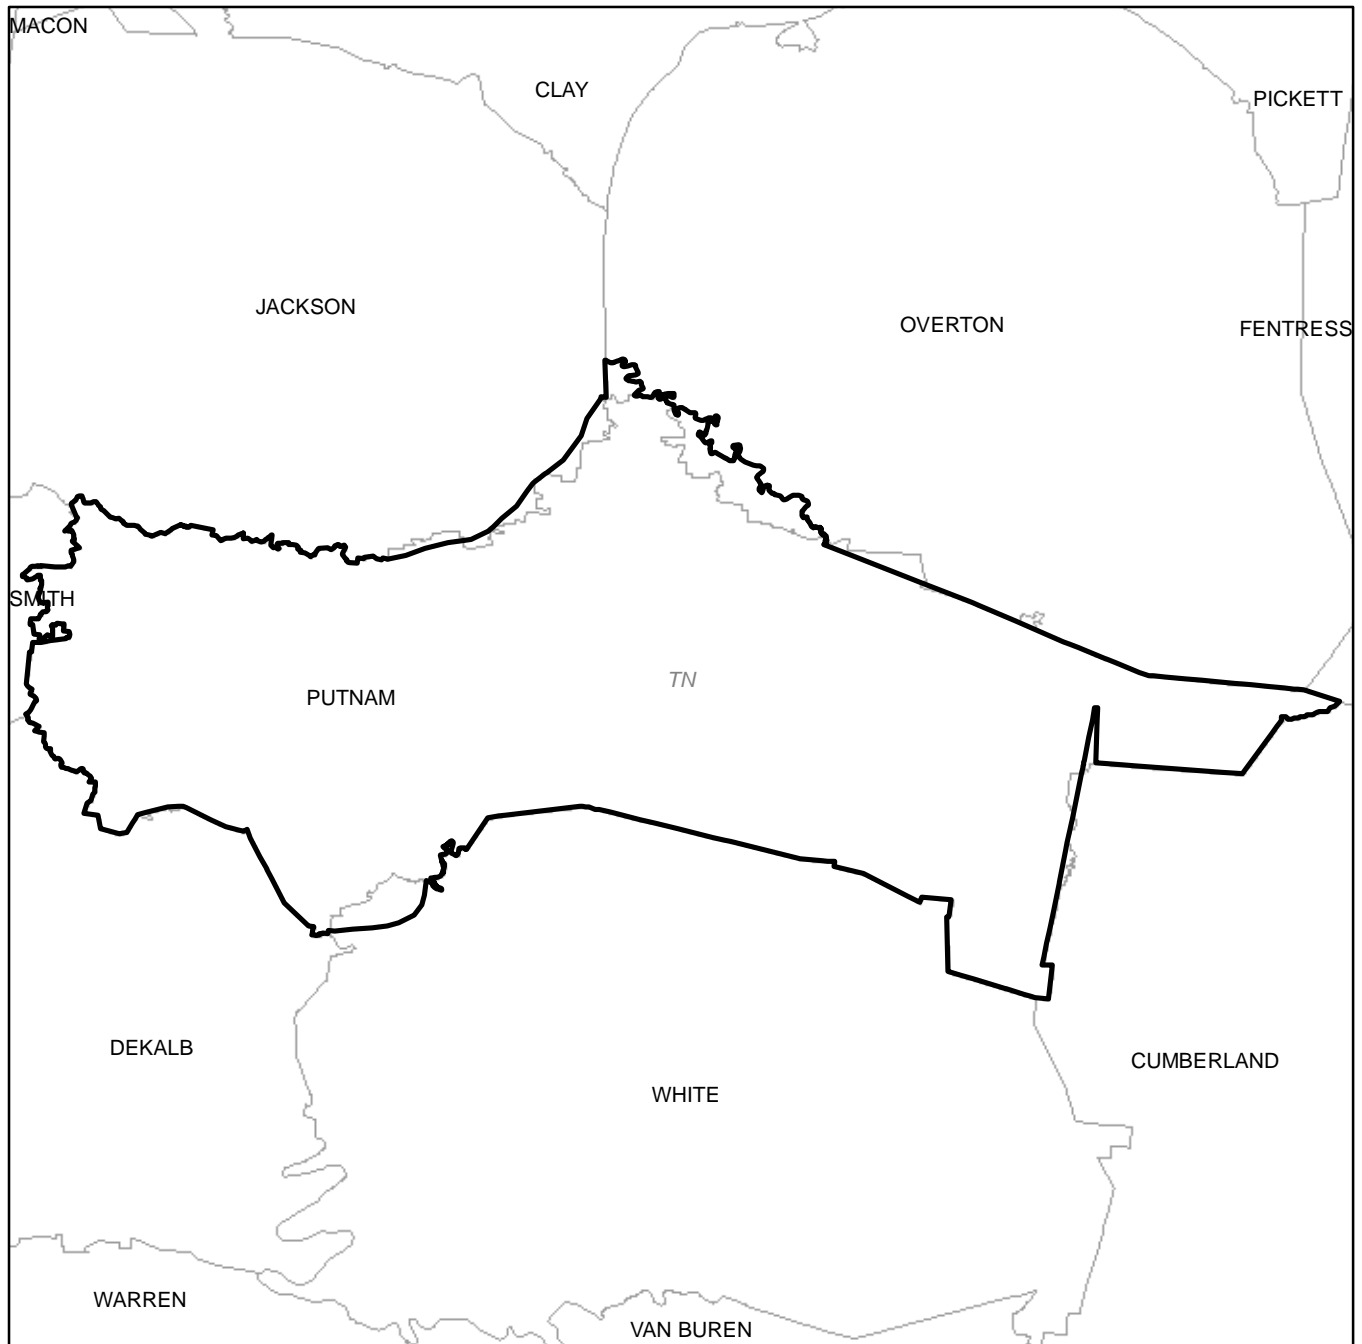 MACON
CLAY
PICKETT
JACKSON
OVERTON
FENTRESS
SMITH
TN
PUTNAM
DEKALB
CUMBERLAND
WHITE
WARREN
VAN BUREN